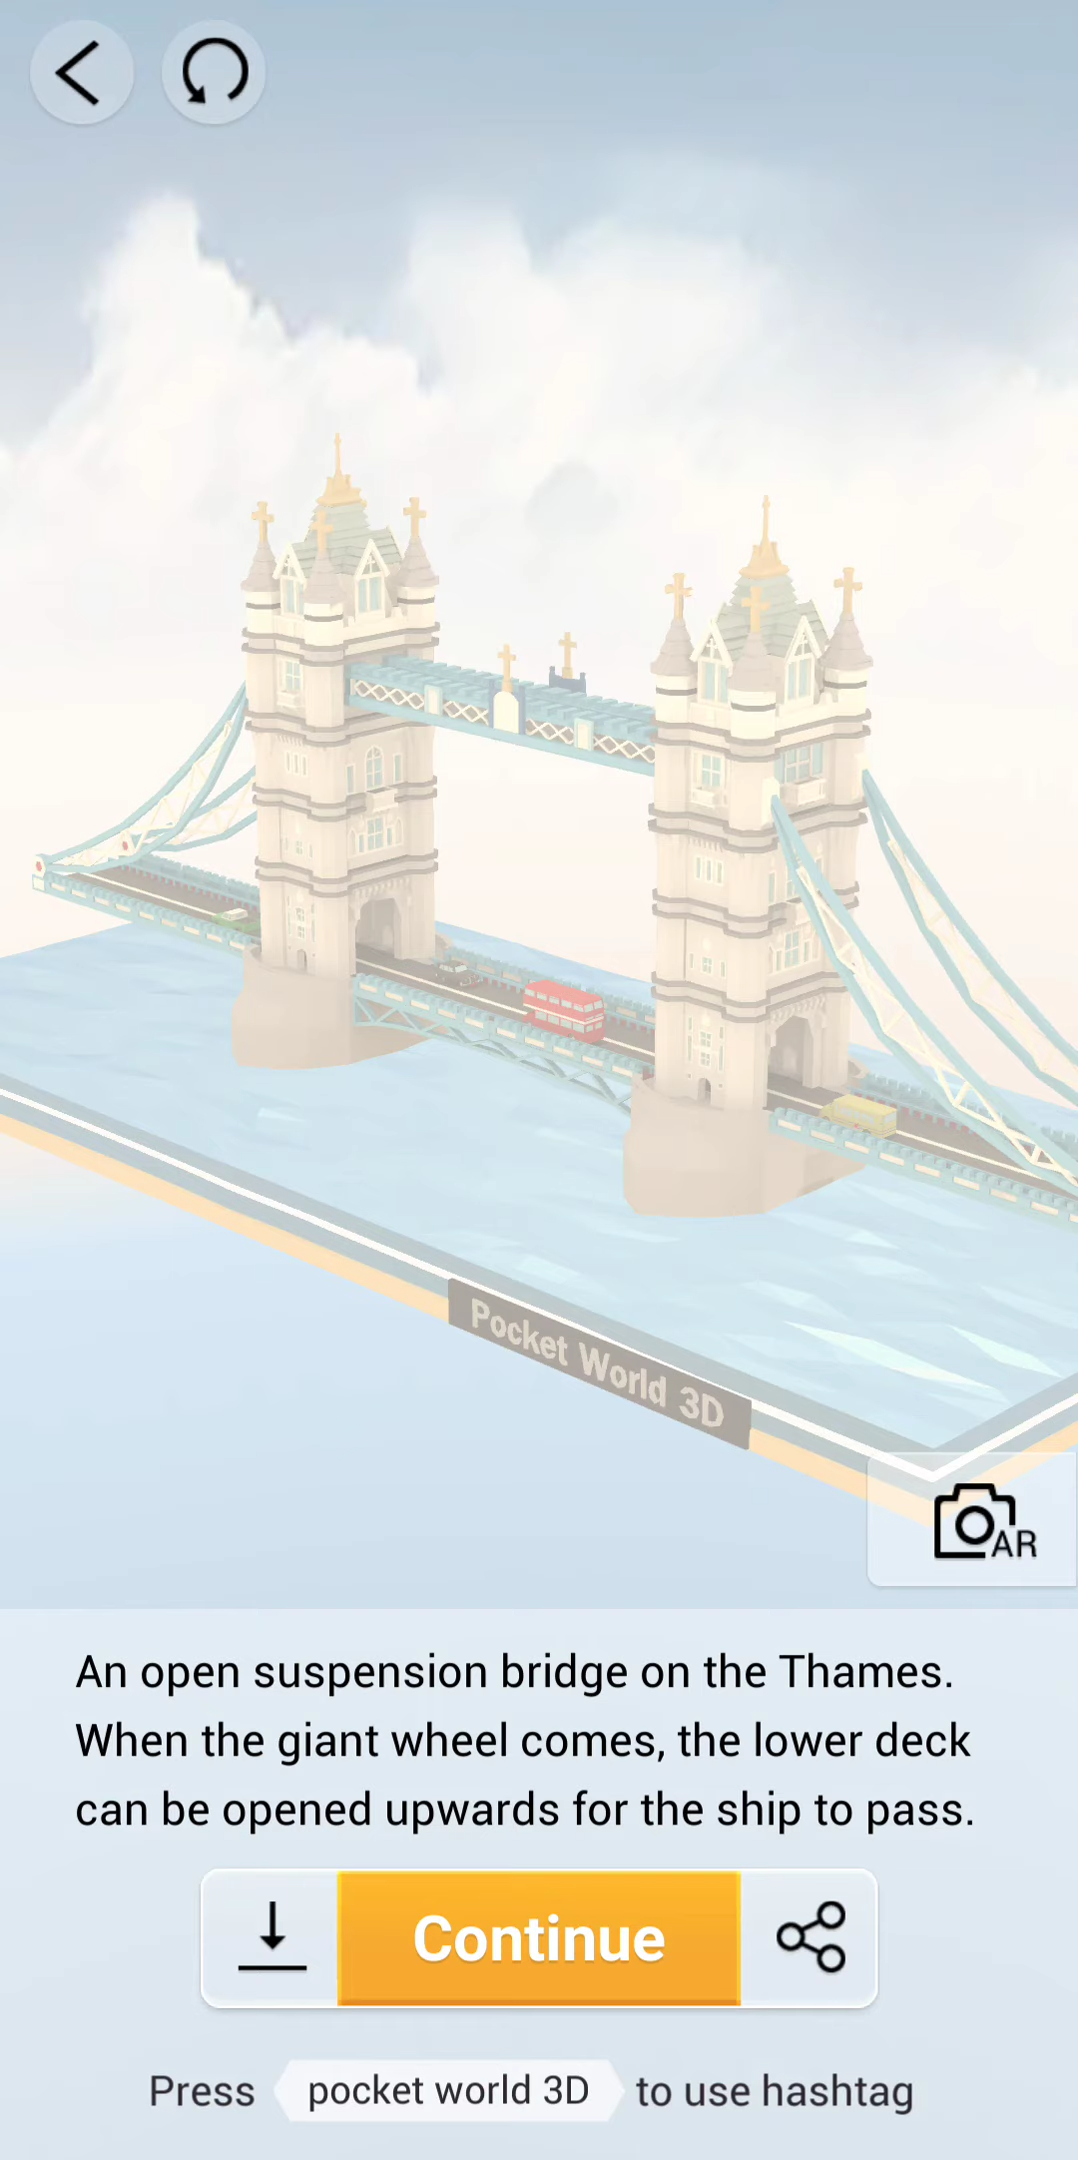 Pocket World 3D
AR
An open suspension bridge on the Thames.
When the giant wheel comes, the lower deck
can be opened upwards for the ship to pass.
Continue
Press pocket world 3D to use hashtag